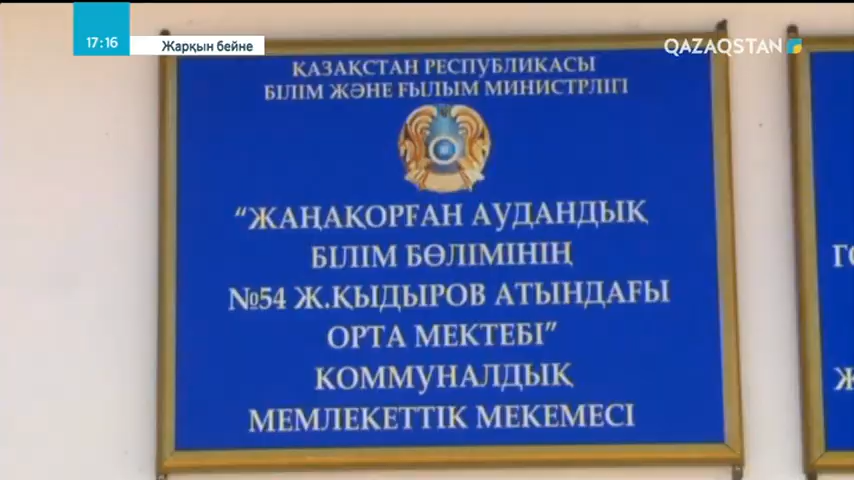 17:16
Жарқын бейне
QAZAQSTAN
ҚАЗАҚСТАН РЕСПУБЛИКАСЫ
БІЛІМ ЖӘНЕ ҒЫЛЫМ МИНИСТРЛІГІ
“ЖАҢАҚОРҒАН АУДАНДЫҚ
БІЛІМ БӨЛІМІНІҢ
№54 Ж.ҚЫДЫРОВ АТЫНДАҒЫ
ОРТА МЕКТЕБІ”
КОММУНАЛДЫҚ
МЕМЛЕКЕТТІК МЕКЕМЕСІ